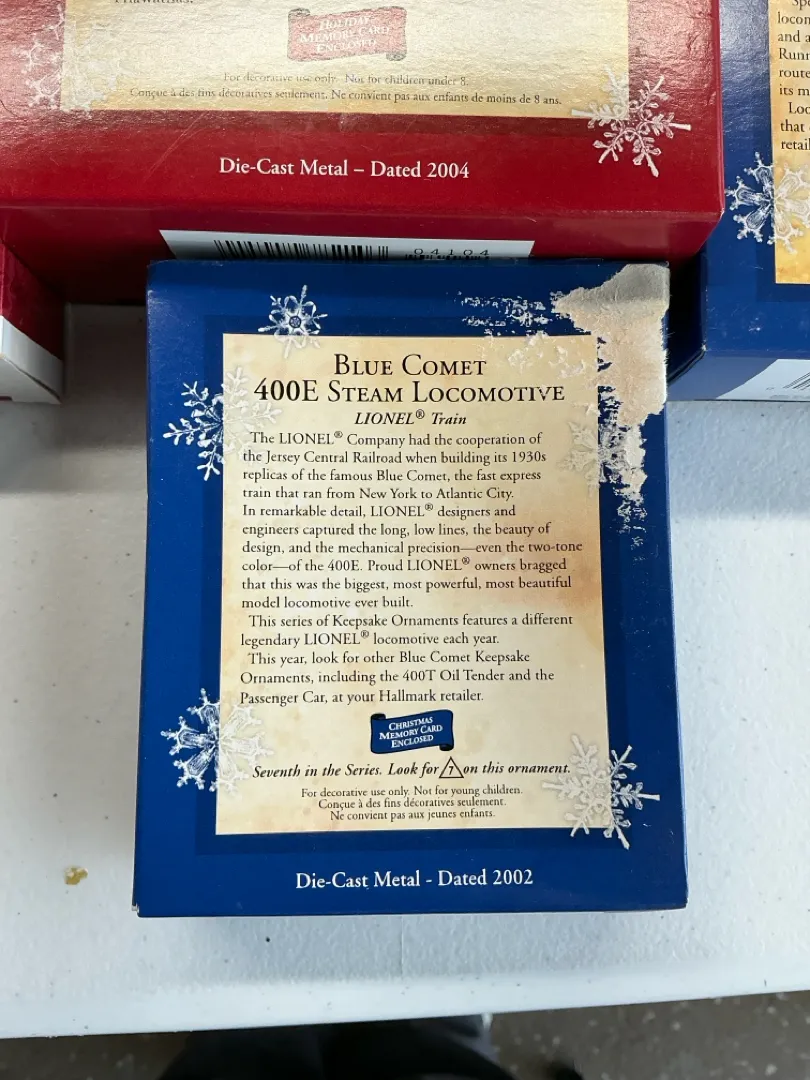 HOLIDAY
MEMORY CARD
ENCLOSED
For decorative use only. Not for children under 8.
Conçue à des fins décoratives seulement. Ne convient pas aux enfants de moins de 8 ans.
Die-Cast Metal – Dated 2004
04104
locom
and a
Runn
route
its m
Loc
that
retail
BLUE COMET
400E STEAM LOCOMOTIVE
LIONEL® Train
The LIONEL® Company had the cooperation of
the Jersey Central Railroad when building its 1930s
replicas of the famous Blue Comet, the fast express
train that ran from New York to Atlantic City.
In remarkable detail, LIONEL® designers and
engineers captured the long, low lines, the beauty of
design, and the mechanical precision—even the two-tone
color—of the 400E. Proud LIONEL® owners bragged
that this was the biggest, most powerful, most beautiful
model locomotive ever built.
This series of Keepsake Ornaments features a different
legendary LIONEL® locomotive each year.
This year, look for other Blue Comet Keepsake
Ornaments, including the 400T Oil Tender and the
Passenger Car, at your Hallmark retailer.
CHRISTMAS
MEMORY CARD
ENCLOSED
Seventh in the Series. Look for 7 on this ornament.
For decorative use only. Not for young children.
Conçue à des fins décoratives seulement.
Ne convient pas aux jeunes enfants.
Die-Cast Metal - Dated 2002